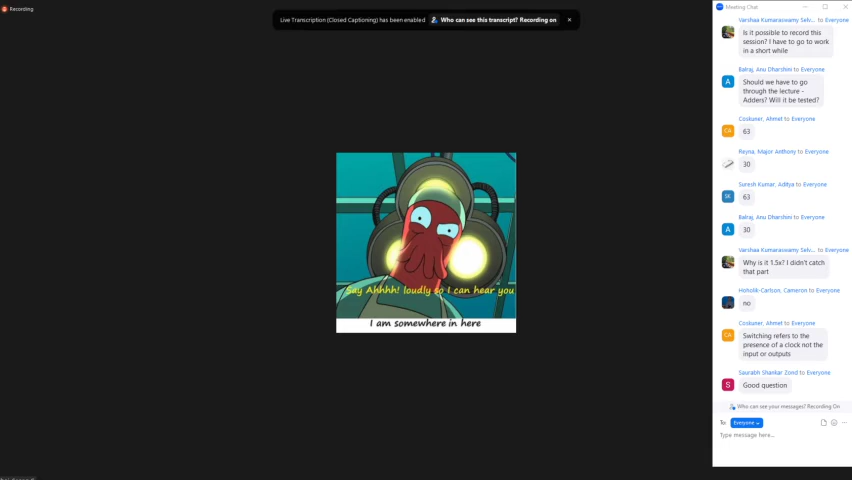 Recording
Live Transcription (Closed Captioning) has been enabled Who can see this transcript? Recording on
Say Ahhhh! loudly so I can hear you
I am somewhere in here
Meeting Chat
Varshaa Kumaraswamy Selv... to Everyone
Is it possible to record this
session? I have to go to work
in a short while
Balraj, Anu Dharshini to Everyone
A
Should we have to go
through the lecture -
Adders? Will it be tested?
Coskuner, Ahmet to Everyone
CA
63
Reyna, Major Anthony to Everyone
30
Suresh Kumar, Aditya to Everyone
SK
63
Balraj, Anu Dharshini to Everyone
A
30
Varshaa Kumaraswamy Selv... to Everyone
Why is it 1.5x? I didn't catch
that part
Hoholik-Carlson, Cameron to Everyone
no
Coskuner, Ahmet to Everyone
CA
Switching refers to the
presence of a clock not the
input or outputs
Saurabh Shankar Zond to Everyone
S
Good question
Who can see your messages? Recording On
To: Everyone
Type message here...